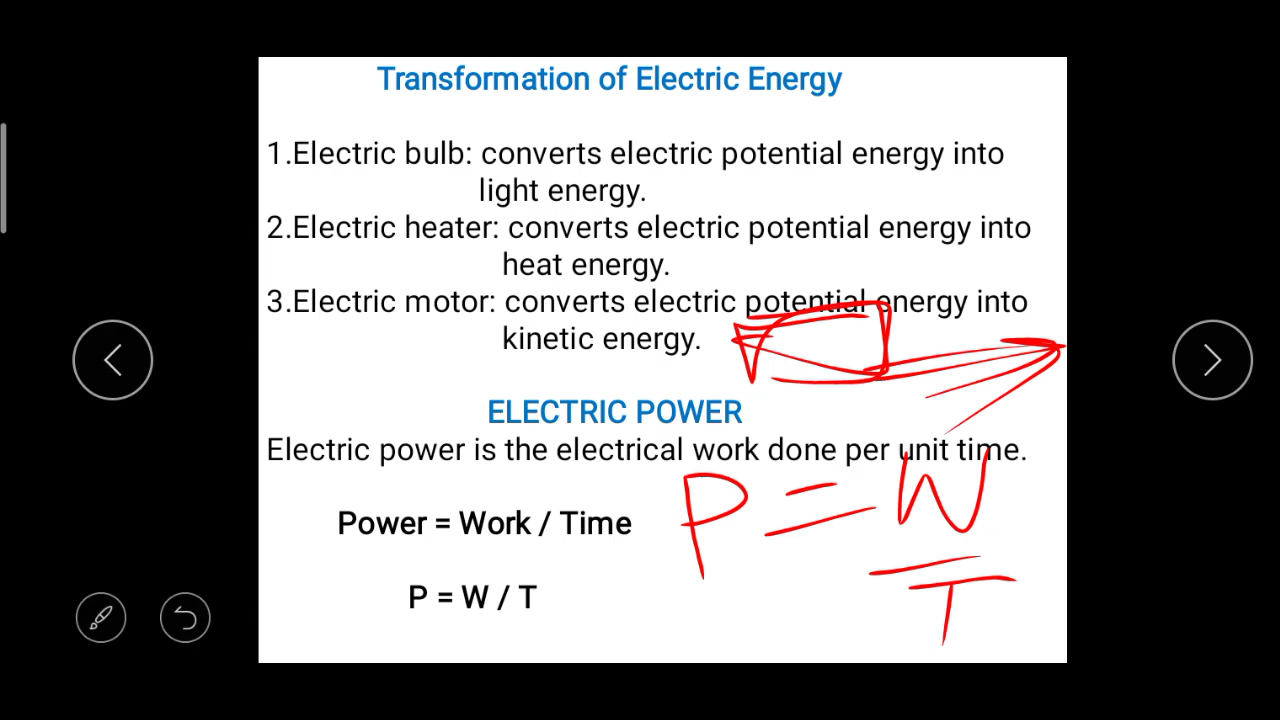 Transformation of Electric Energy
1.Electric bulb: converts electric potential energy into
light energy.
2.Electric heater: converts electric potential energy into
heat energy.
3.Electric motor: converts electric potential energy into
kinetic energy.
ELECTRIC POWER
Electric power is the electrical work done per unit time.
Power = Work / Time
P = W
T
P = W / T